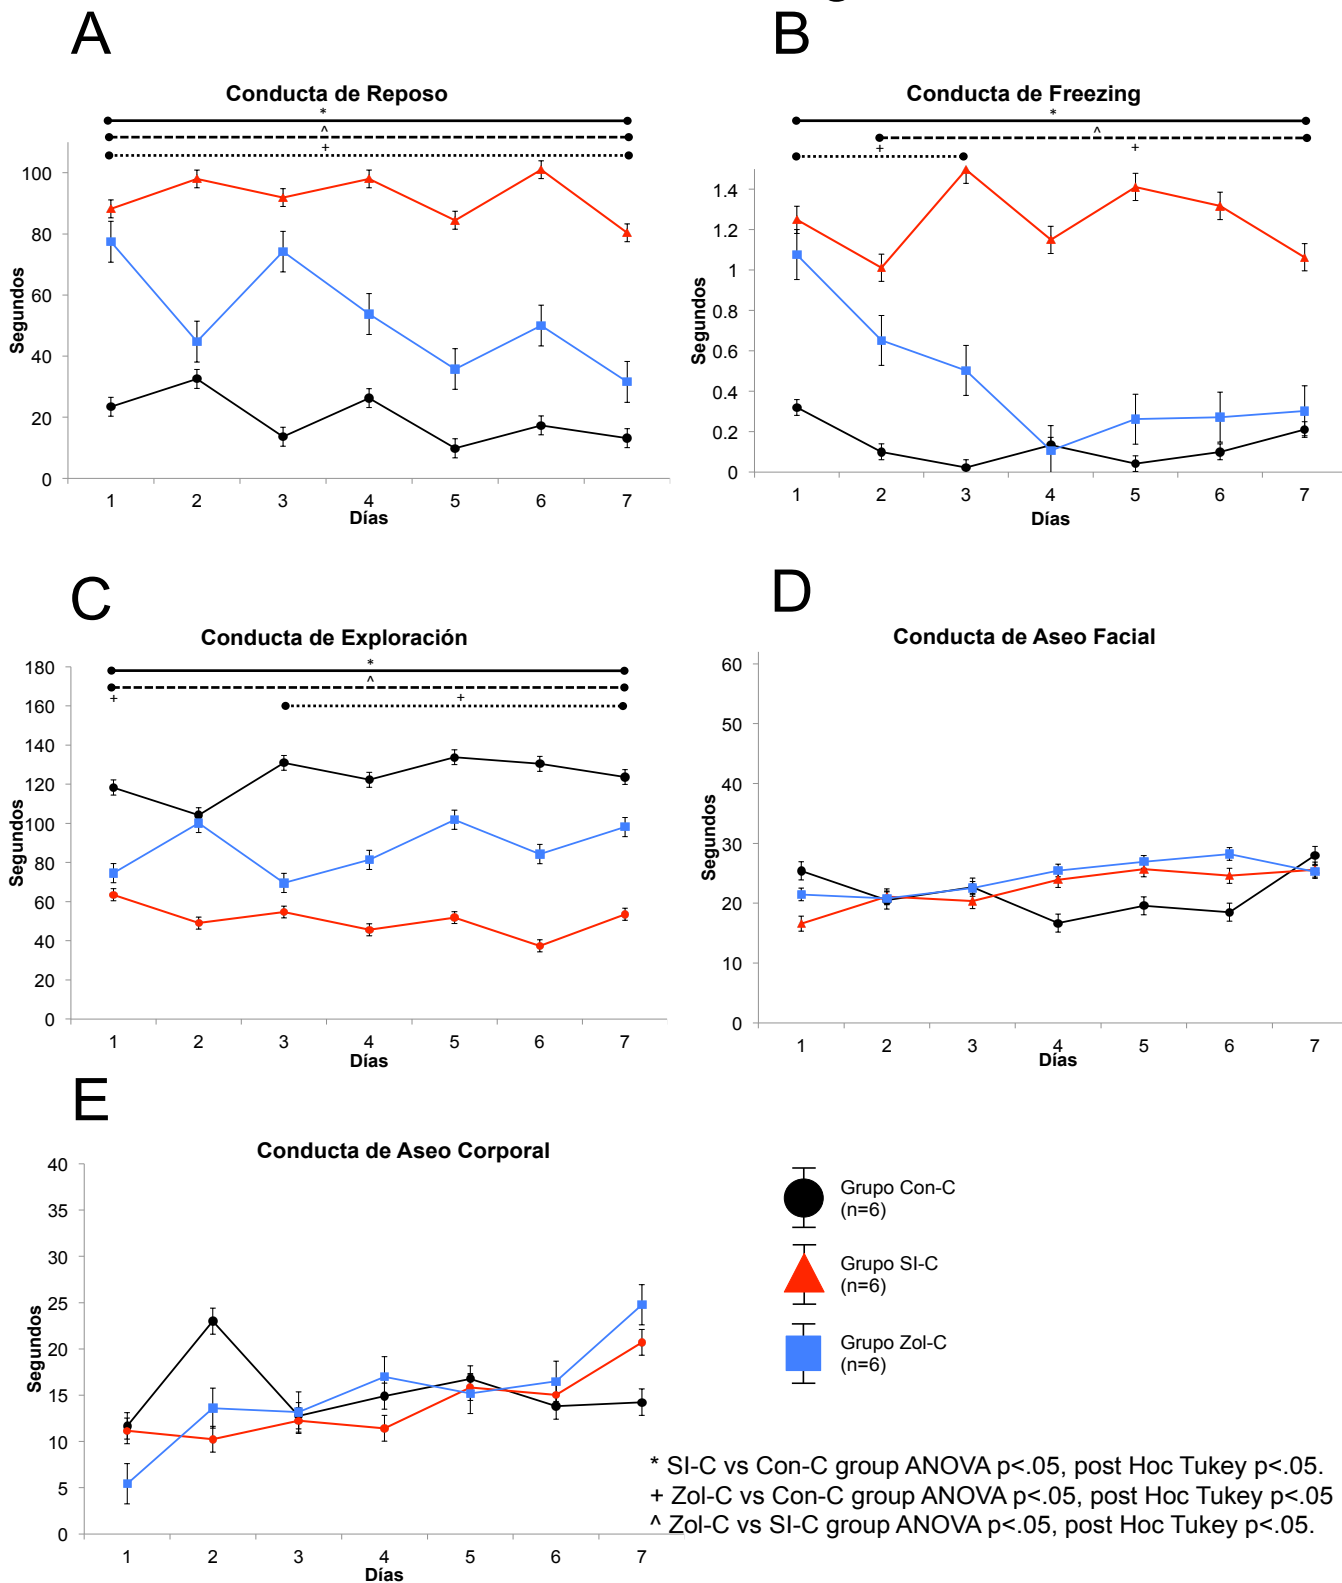 A
Conducta de Reposo
*
^
+
100
80
60
40
20
0
Segundos
1 2 3 4 5 6 7
Días
B
Conducta de Freezing
*
^
+ +
1.4
1.2
1
0.8
0.6
0.4
0.2
0
Segundos
1 2 3 4 5 6 7
Días
C
Conducta de Exploración
*
^
+ +
180
160
140
120
100
80
60
40
20
0
Segundos
1 2 3 4 5 6 7
Días
D
Conducta de Aseo Facial
60
50
40
30
20
10
0
Segundos
1 2 3 4 5 6 7
Días
E
Conducta de Aseo Corporal
40
35
30
25
20
15
10
5
0
Segundos
1 2 3 4 5 6 7
Días
Grupo Con-C
(n=6)
Grupo SI-C
(n=6)
Grupo Zol-C
(n=6)
* SI-C vs Con-C group ANOVA p<.05, post Hoc Tukey p<.05.
+ Zol-C vs Con-C group ANOVA p<.05, post Hoc Tukey p<.05
^ Zol-C vs SI-C group ANOVA p<.05, post Hoc Tukey p<.05.